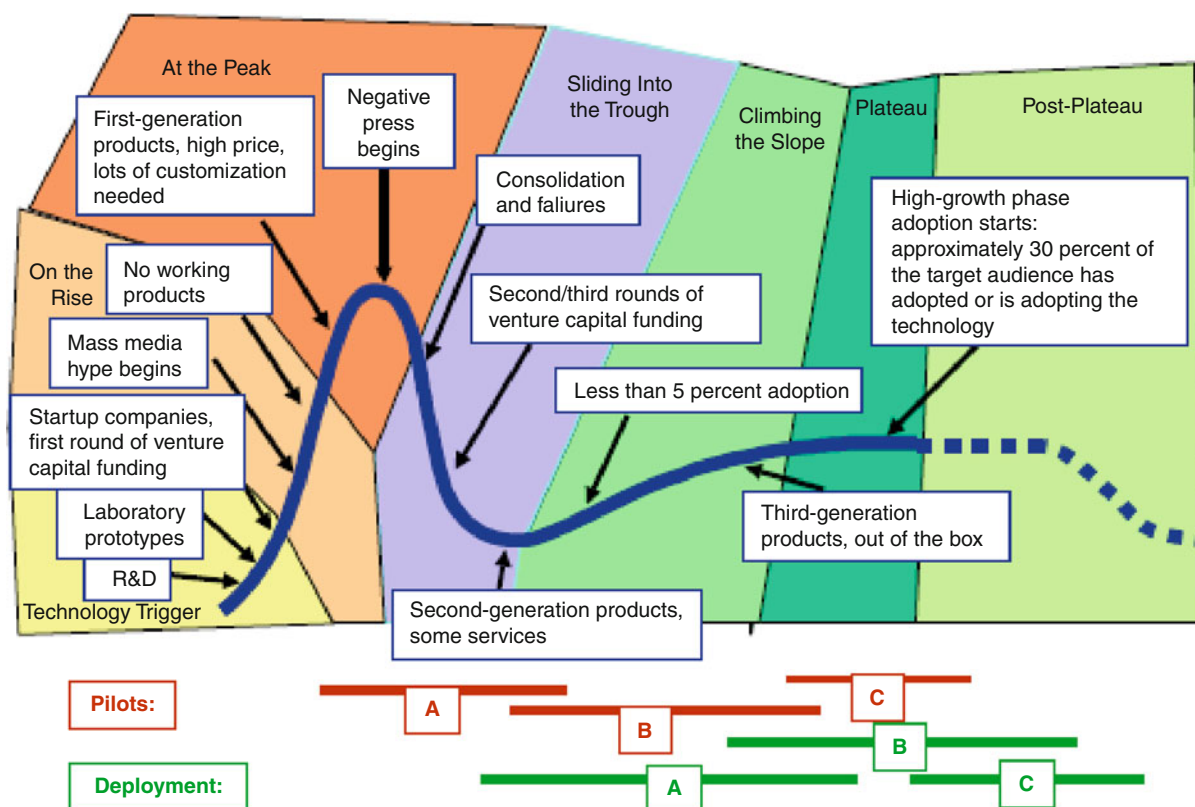 At the Peak
First-generation
products, high price,
lots of customization
needed
Negative
press
begins
Sliding Into
the Trough
Climbing
the Slope
Plateau
Post-Plateau
Consolidation
and faliures
High-growth phase
adoption starts:
approximately 30 percent of
the target audience has
adopted or is adopting the
technology
On the
Rise
No working
products
Second/third rounds of
venture capital funding
Mass media
hype begins
Less than 5 percent adoption
Startup companies,
first round of venture
capital funding
Laboratory
prototypes
Third-generation
products, out of the box
R&D
Technology Trigger
Second-generation products,
some services
Pilots:
A
B
C
Deployment:
A
B
C